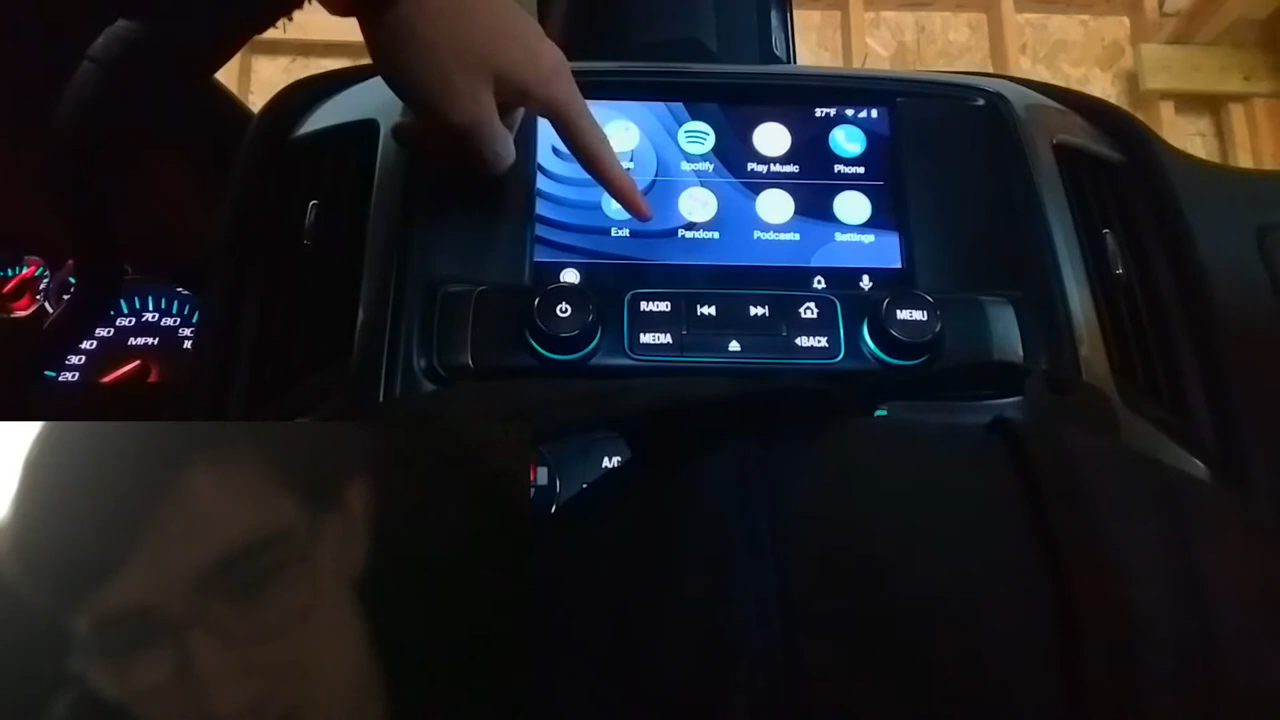 37°F
Spotify
Play Music
Phone
Exit
Pandora
Podcasts
Settings
RADIO
MENU
MEDIA
BACK
60 70 80
50 90
MPH
40
30
20
A/C